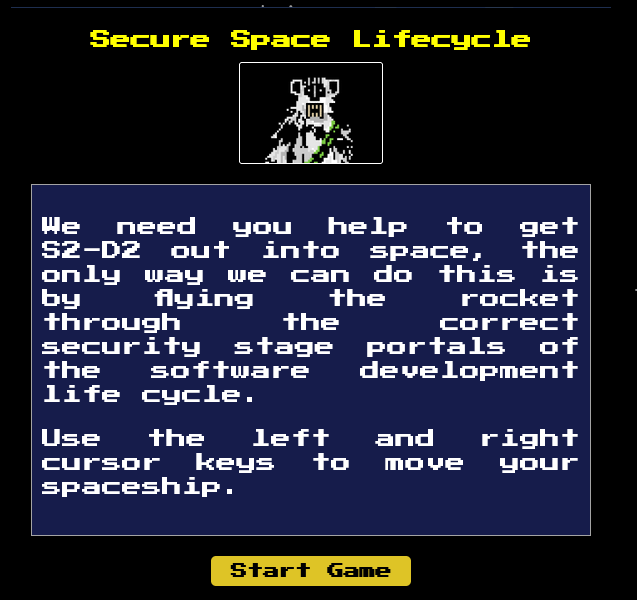 Secure Space Lifecycle
We need you help to get
S2-D2 out into space, the
only way we can do this is
by flying the rocket
through the correct
security stage portals of
the software development
life cycle.
Use the left and right
cursor keys to move your
spaceship.
Start Game